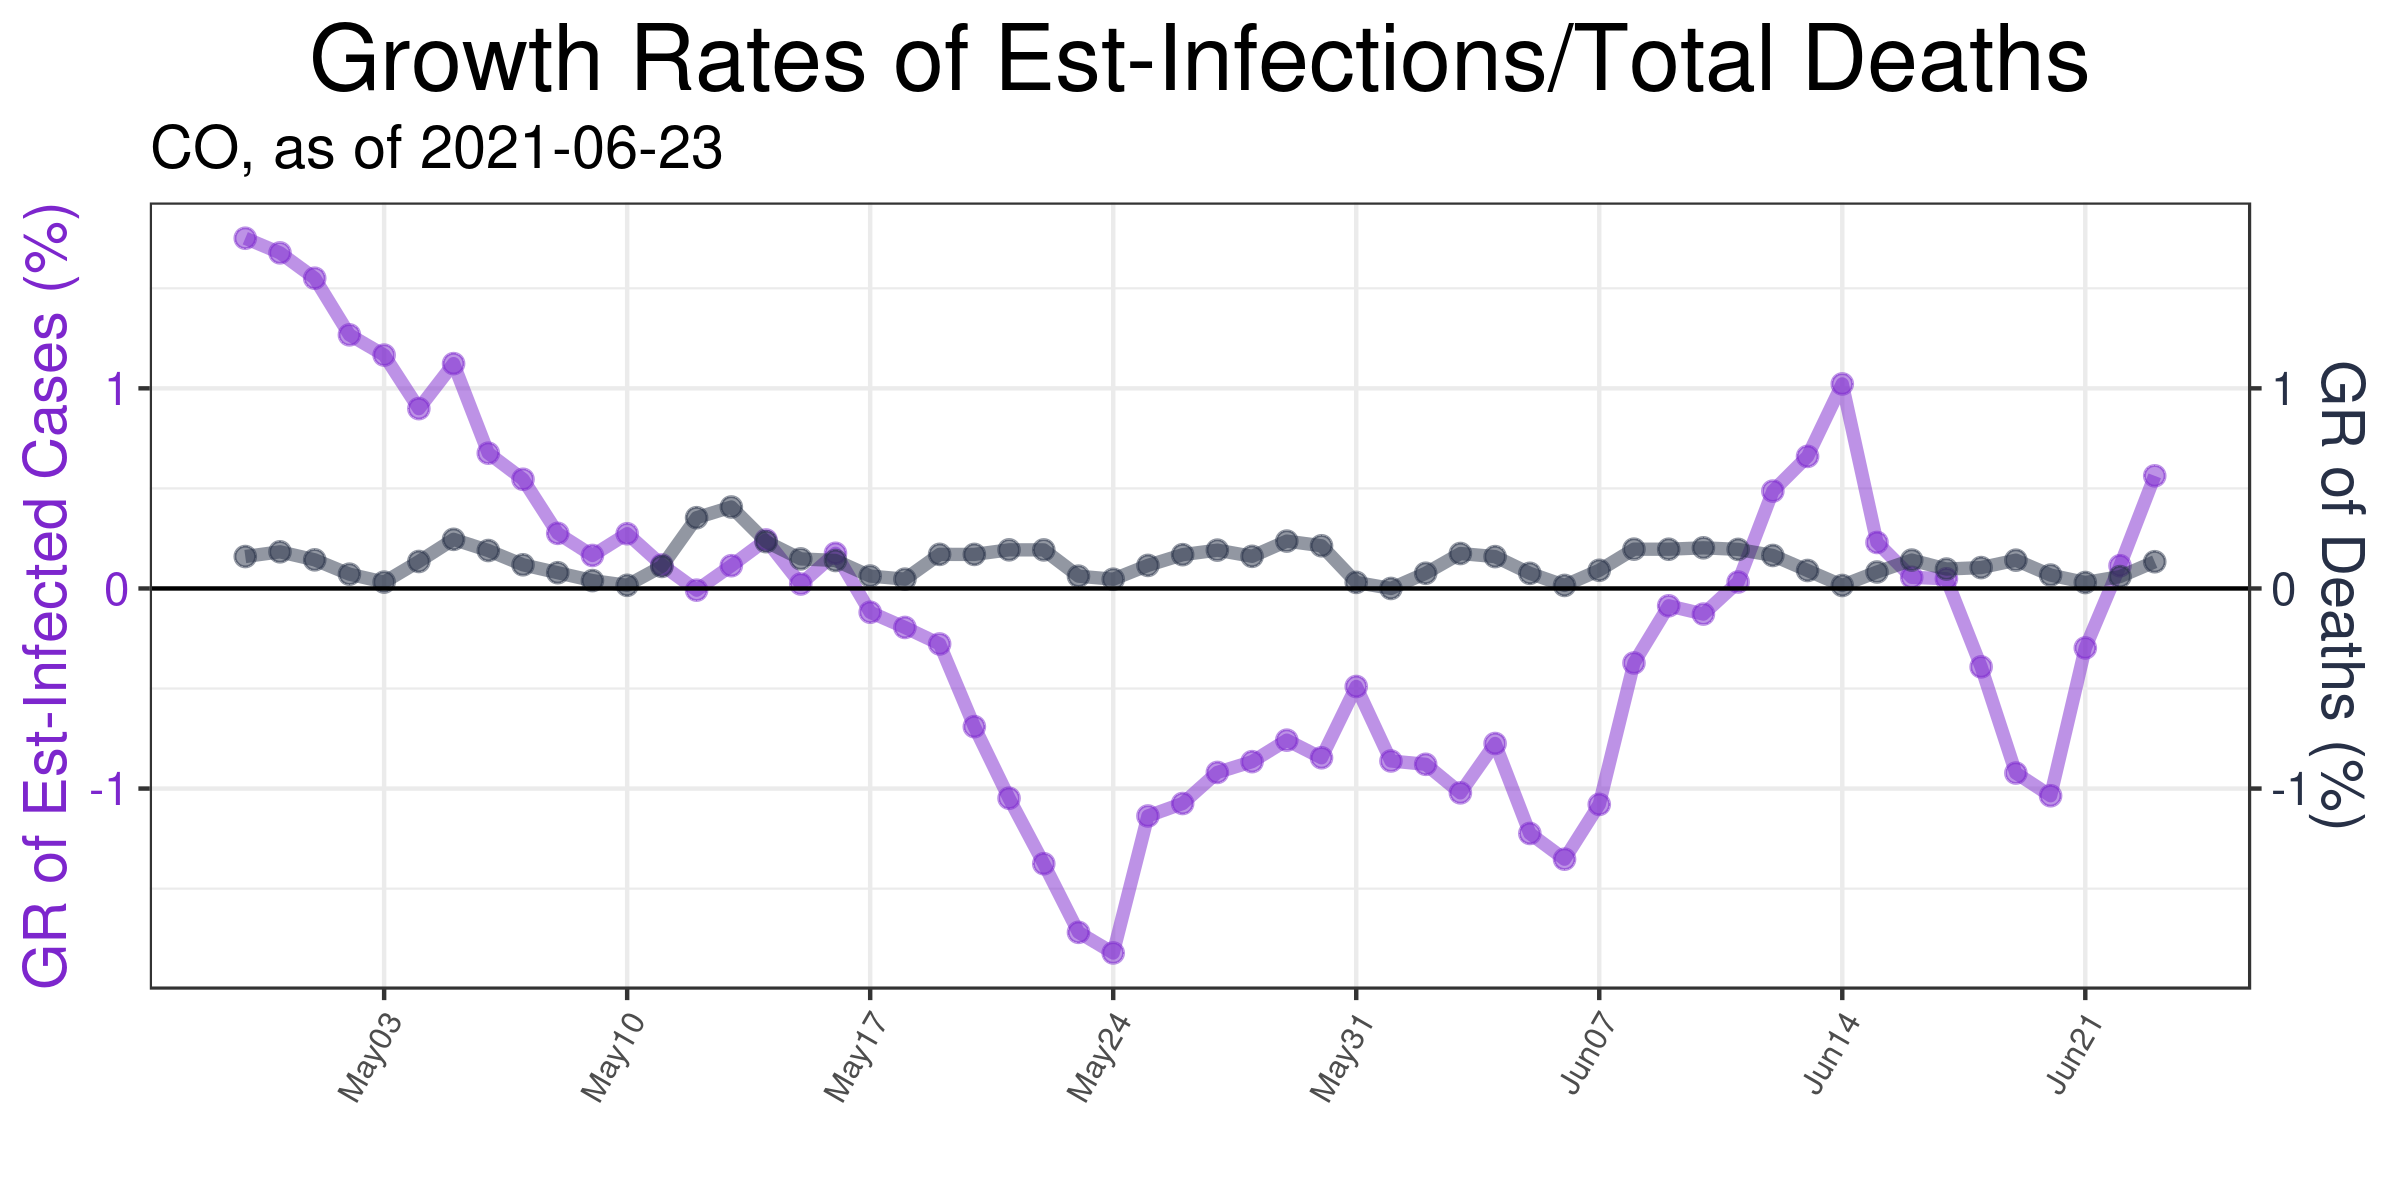 Growth Rates of Est-Infections/Total Deaths
CO, as of 2021-06-23
GR of Est-Infected Cases (%)
1
0
-1
1
0
-1
GR of Deaths (%)
May03
May10
May17
May24
May31
Jun07
Jun14
Jun21